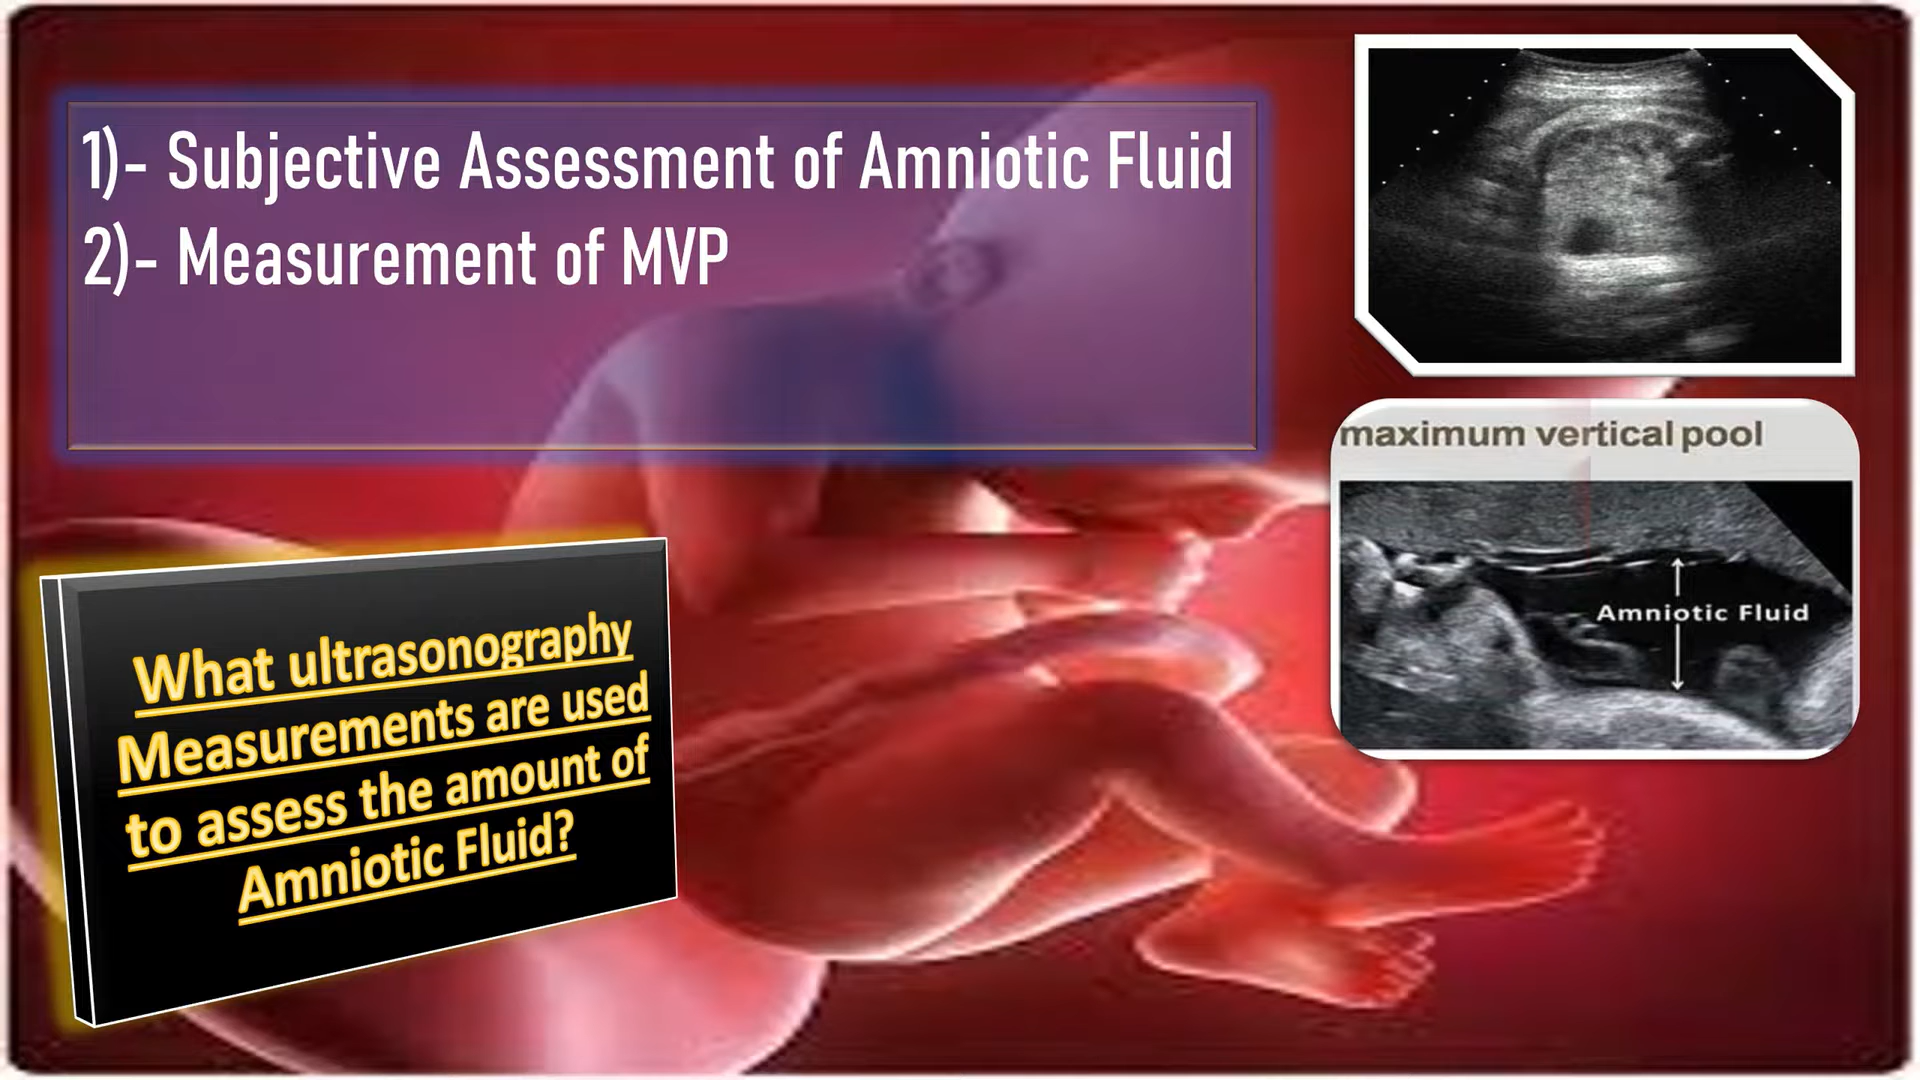 1)- Subjective Assessment of Amniotic Fluid
2)- Measurement of MVP
maximum vertical pool
Amniotic Fluid
What ultrasonography
Measurements are used
to assess the amount of
Amniotic Fluid?